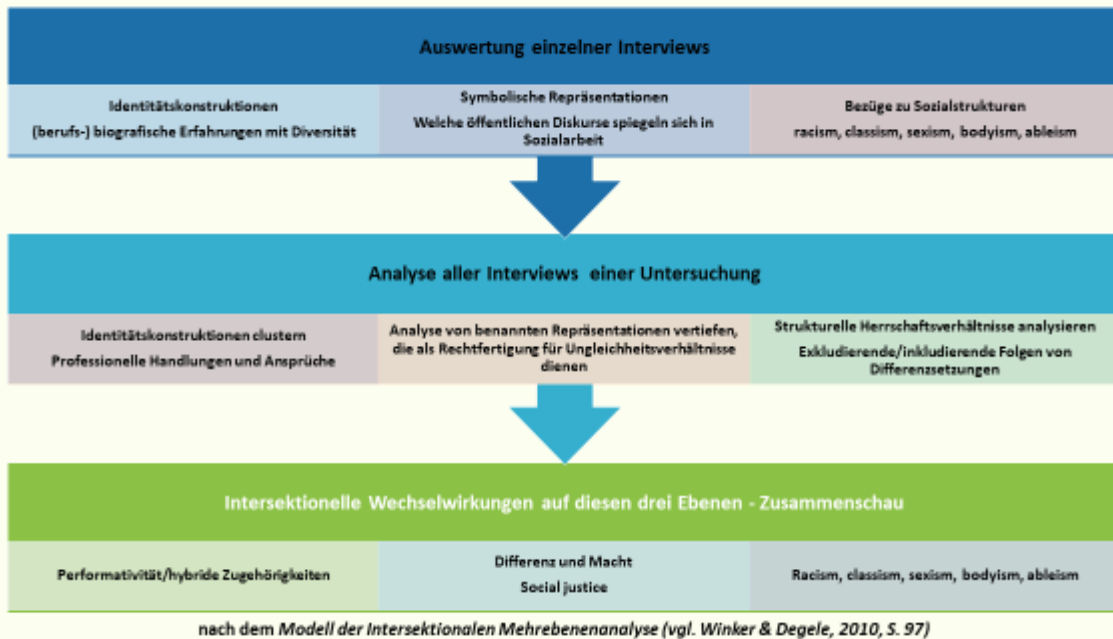 Auswertung einzelner Interviews
Identitätskonstruktionen
(berufs-) biografische Erfahrungen mit Diversität
Symbolische Repräsentationen
Welche öffentlichen Diskurse spiegeln sich in
Sozialarbeit
Bezüge zu Sozialstrukturen
racism, classism, sexism, bodyism, ableism
Analyse aller Interviews einer Untersuchung
Identitätskonstruktionen clustern
Professionelle Handlungen und Ansprüche
Analyse von benannten Repräsentationen vertiefen,
die als Rechtfertigung für Ungleichheitsverhältnisse
dienen
Strukturelle Herrschaftsverhältnisse analysieren
Exkludierende/inkludierende Folgen von
Differenzsetzungen
Intersektionelle Wechselwirkungen auf diesen drei Ebenen - Zusammenschau
Performativität/hybride Zugehörigkeiten
Differenz und Macht
Social justice
Racism, classism, sexism, bodyism, ableism
nach dem Modell der Intersektionalen Mehrebenenanalyse (vgl. Winker & Degele, 2010, S. 97)